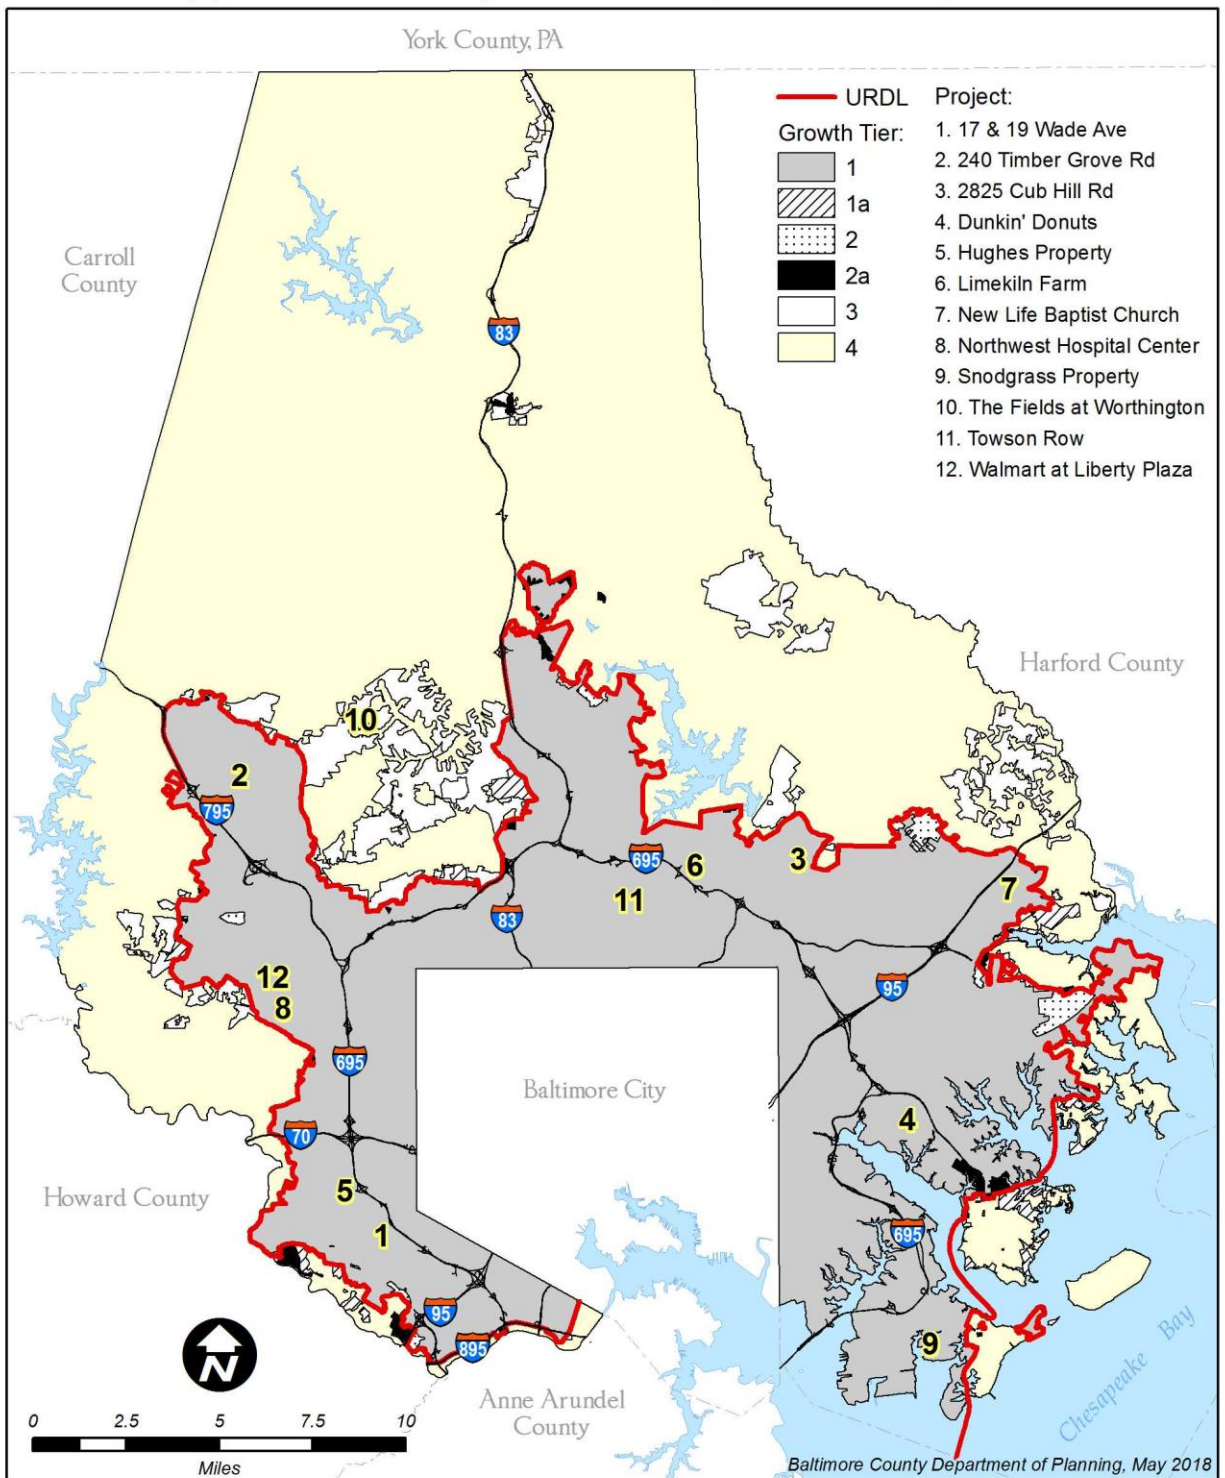 York County, PA
URDL
Growth Tier:
1
1a
2
2a
3
4
Project:
1. 17 & 19 Wade Ave
2. 240 Timber Grove Rd
3. 2825 Cub Hill Rd
4. Dunkin' Donuts
5. Hughes Property
6. Limekiln Farm
7. New Life Baptist Church
8. Northwest Hospital Center
9. Snodgrass Property
10. The Fields at Worthington
11. Towson Row
12. Walmart at Liberty Plaza
Carroll
County
83
Harford County
10
2
795
695
6
3
7
11
83
12
8
95
695
Baltimore City
4
70
Howard County
5
1
695
95
895
9
N
Anne Arundel
County
Chesapeake
Bay
0 2.5 5 7.5 10
Miles
Baltimore County Department of Planning, May 2018